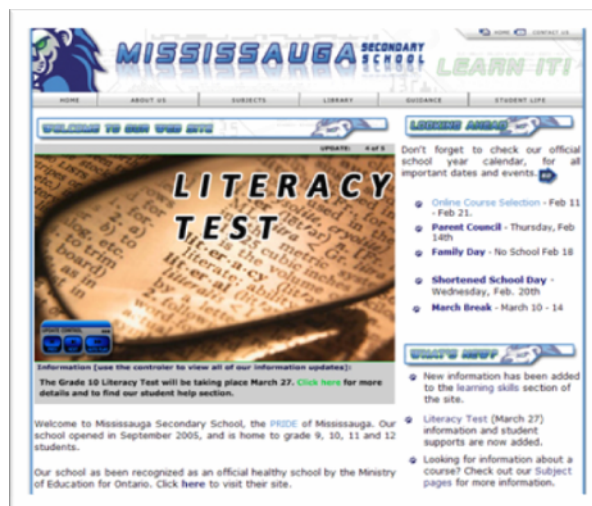 HOME CONTACT US
MISSISSAUGA SECONDARY SCHOOL
LEARN IT!
HOME ABOUT US SUBJECTS LIBRARY GUIDANCE STUDENT LIFE
WELCOME TO OUR WEB SITE
UPDATE: 4 of 5
LITERACY
TEST
UPDATE CONTROL
Information [use the controler to view all of our information updates]:
The Grade 10 Literacy Test will be taking place March 27. Click here for more
details and to find our student help section.
Welcome to Mississauga Secondary School, the PRIDE of Mississauga. Our
school opened in September 2005, and is home to grade 9, 10, 11 and 12
students.
Our school as been recognized as an official healthy school by the Ministry
of Education for Ontario. Click here to visit their site.
LOOKING AHEAD
Don't forget to check our official
school year calendar, for all
important dates and events.
Online Course Selection - Feb 11
- Feb 21.
Parent Council - Thursday, Feb
14th
Family Day - No School Feb 18
Shortened School Day -
Wednesday, Feb. 20th
March Break - March 10 - 14
WHAT'S NEW?
New information has been added
to the learning skills section of
the site.
Literacy Test (March 27)
information and student
supports are now added.
Looking for information about a
course? Check out our Subject
pages for more information.